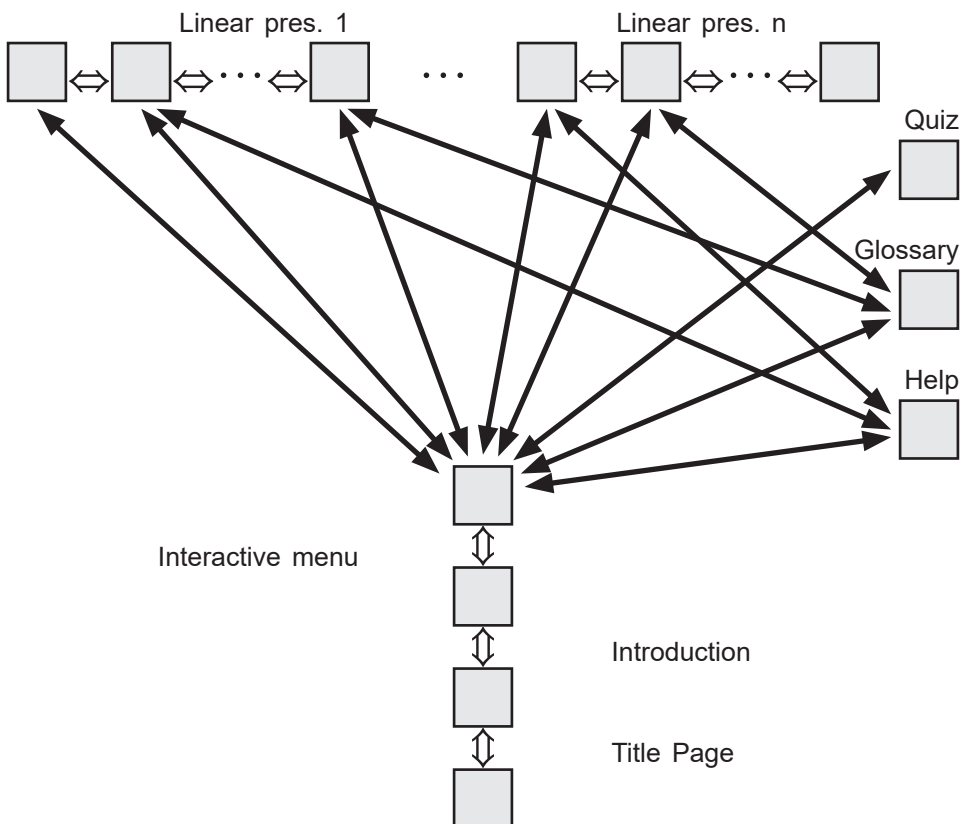 Linear pres. 1
Linear pres. n
...
...
...
Quiz
Glossary
Help
Interactive menu
Introduction
Title Page